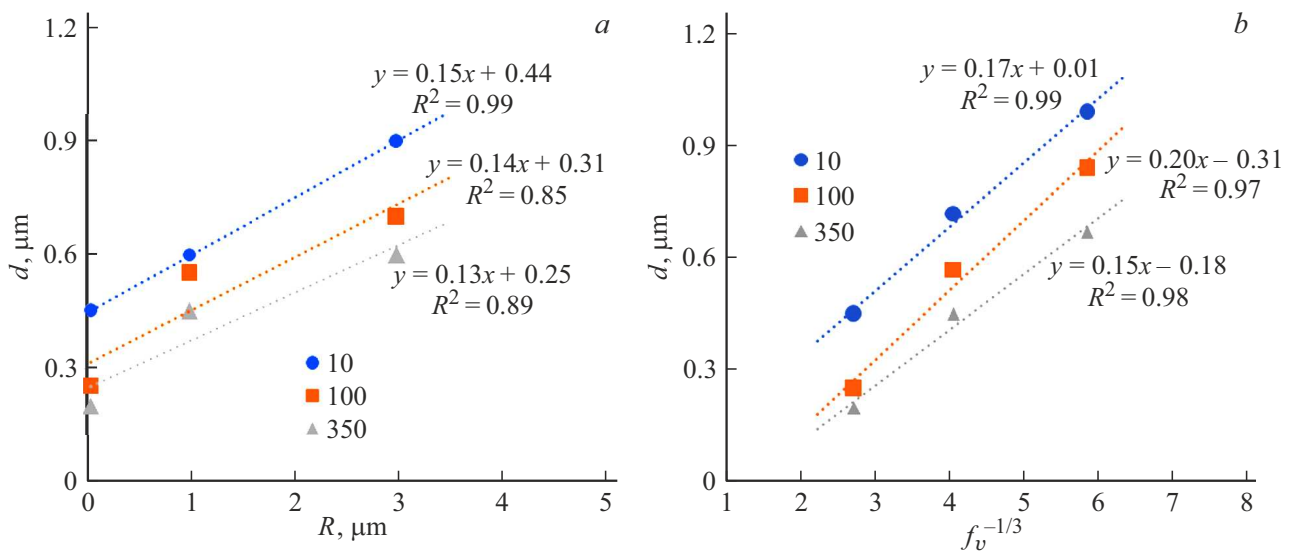 a
1.2
0.9
0.6
0.3
0
d, μm
y = 0.15x + 0.44
R² = 0.99
y = 0.14x + 0.31
R² = 0.85
y = 0.13x + 0.25
R² = 0.89
10
100
350
0 1 2 3 4 5
R, μm
b
1.2
0.9
0.6
0.3
0
d, μm
y = 0.17x + 0.01
R² = 0.99
10
100
350
y = 0.20x – 0.31
R² = 0.97
y = 0.15x – 0.18
R² = 0.98
1 2 3 4 5 6 7 8
f_v^{-1/3}